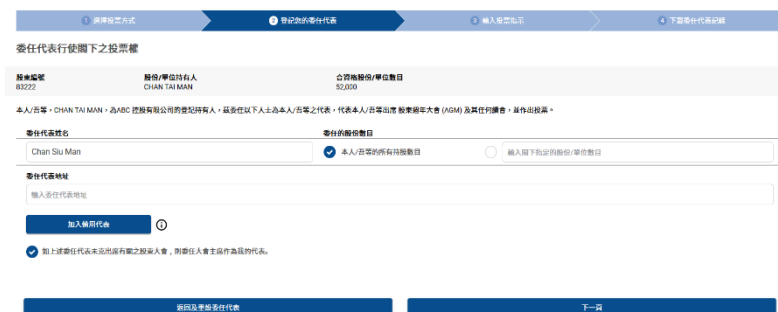 1 選擇投票方式
2 登記您的委任代表
3 輸入投票指示
4 下載委任代表記錄
委任代表行使閣下之投票權
股東編號 股份/單位持有人 合資格股份/單位數目
83222 CHAN TAI MAN 52,000
本人/吾等，CHAN TAI MAN，為ABC 控股有限公司的登記持有人，茲委任以下人士為本人/吾等之代表，代表本人/吾等出席 股東週年大會 (AGM) 及其任何續會，並作出投票。
委任代表姓名 委任的股份數目
Chan Siu Man 本人/吾等的所有持股數目 輸入閣下指定的股份/單位數目
委任代表地址
輸入委任代表地址
加入備用代表
如上述委任代表未克出席有關之股東大會，則委任大會主席作為我的代表。
返回及重設委任代表 下一頁